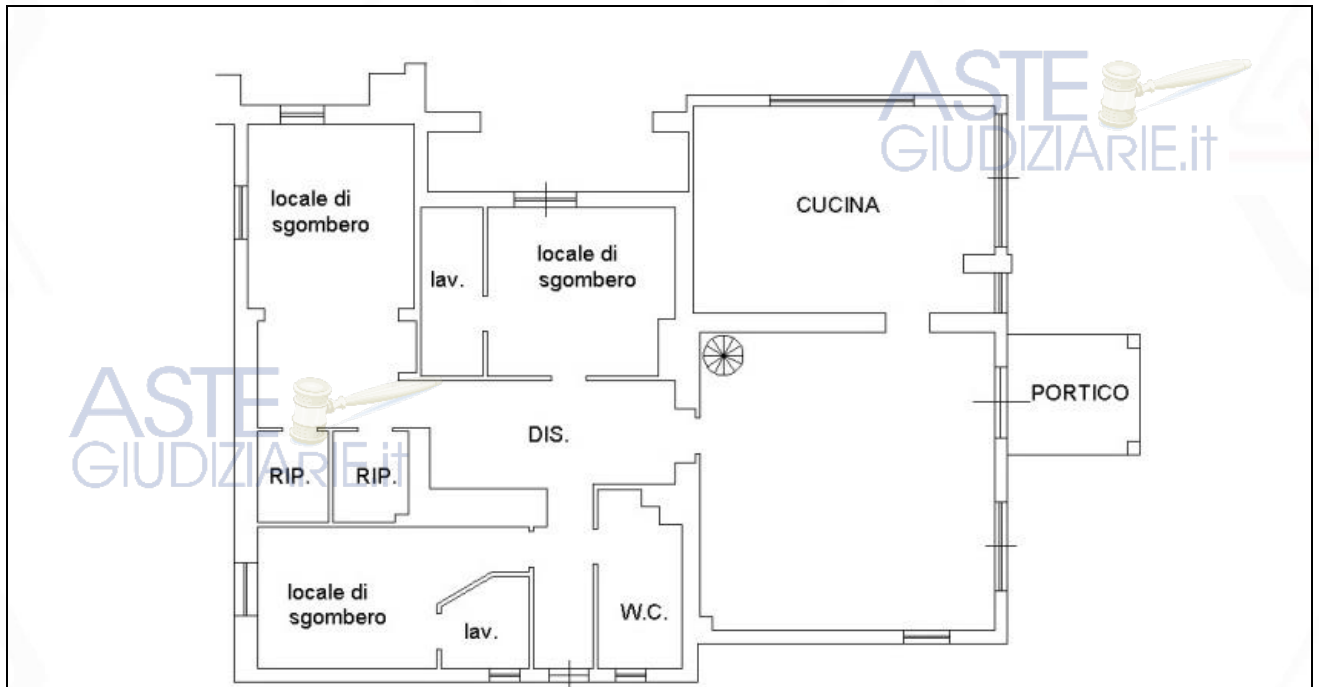 ASTE
GIUDIZIARIE.it
locale di
sgombero
CUCINA
locale di
sgombero
lav.
PORTICO
ASTE
GIUDIZIARIE.it
DIS.
RIP.
RIP.
locale di
sgombero
lav.
W.C.